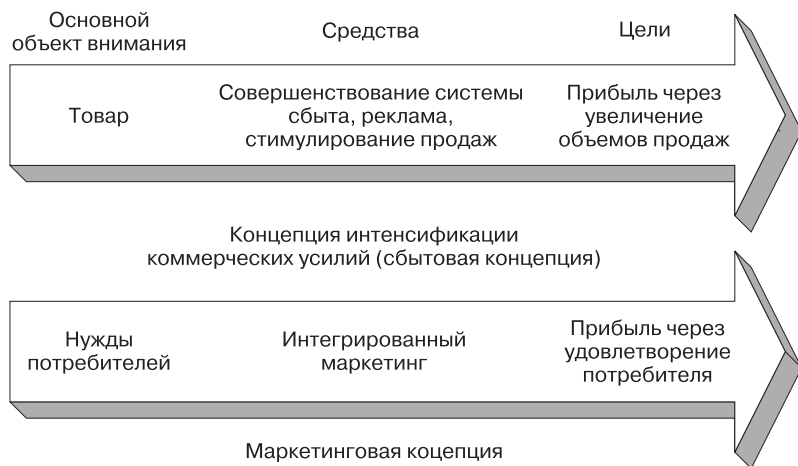 Основной
объект внимания
Средства
Цели
Товар
Совершенствование системы
сбыта, реклама,
стимулирование продаж
Прибыль через
увеличение
объемов продаж
Концепция интенсификации
коммерческих усилий (сбытовая концепция)
Нужды
потребителей
Интегрированный
маркетинг
Прибыль через
удовлетворение
потребителя
Маркетинговая коцепция